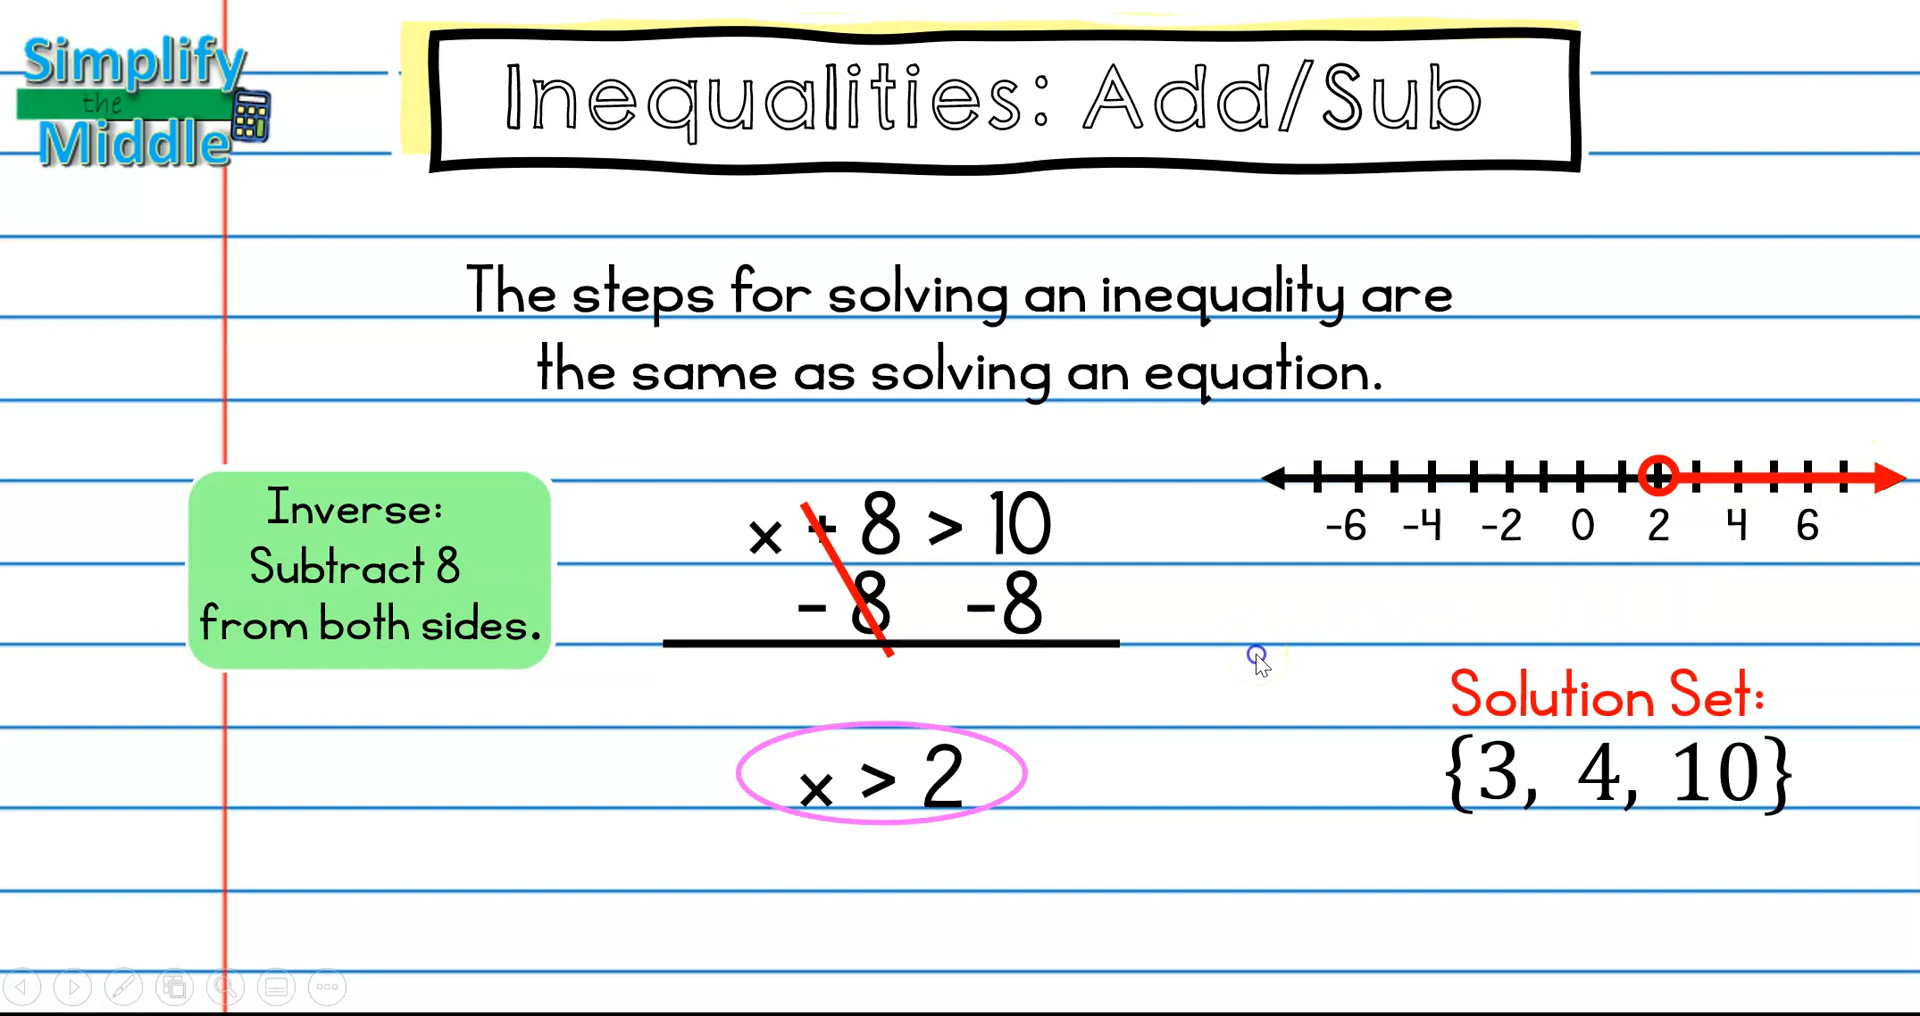 Simplify
the
Middle
Inequalities: Add/Sub
The steps for solving an inequality are
the same as solving an equation.
Inverse:
Subtract 8
from both sides.
x + 8 > 10
- 8 -8
x > 2
-6 -4 -2 0 2 4 6
Solution Set:
{3, 4, 10}